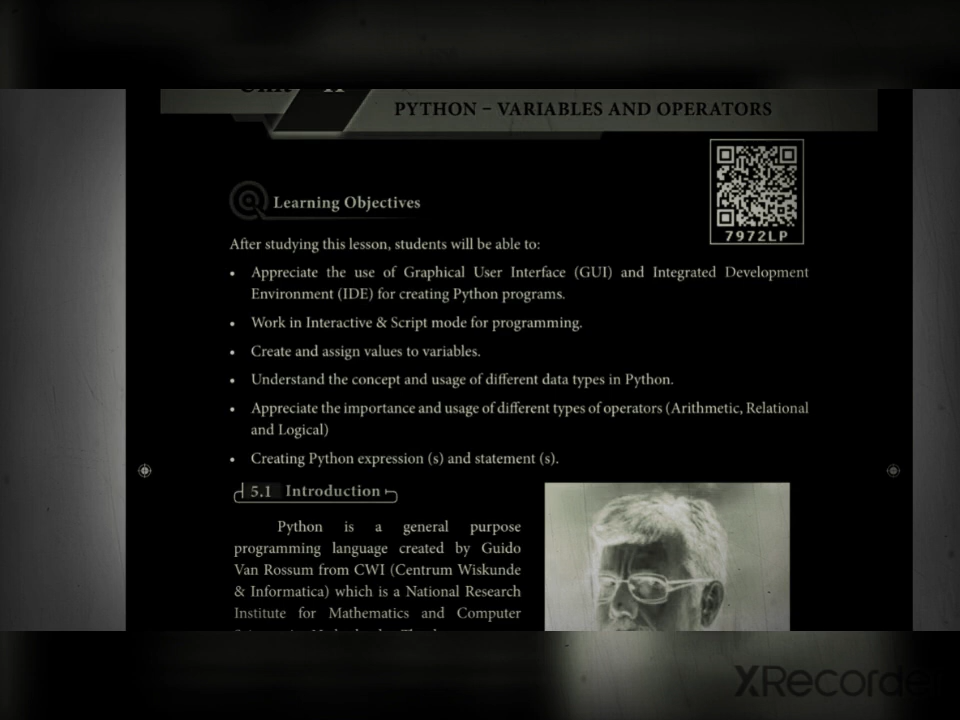 PYTHON – VARIABLES AND OPERATORS
7972LP
Learning Objectives
After studying this lesson, students will be able to:
• Appreciate the use of Graphical User Interface (GUI) and Integrated Development
Environment (IDE) for creating Python programs.
• Work in Interactive & Script mode for programming.
• Create and assign values to variables.
• Understand the concept and usage of different data types in Python.
• Appreciate the importance and usage of different types of operators (Arithmetic, Relational
and Logical)
• Creating Python expression (s) and statement (s).
5.1 Introduction
Python is a general purpose
programming language created by Guido
Van Rossum from CWI (Centrum Wiskunde
& Informatica) which is a National Research
Institute for Mathematics and Computer
XRecorde